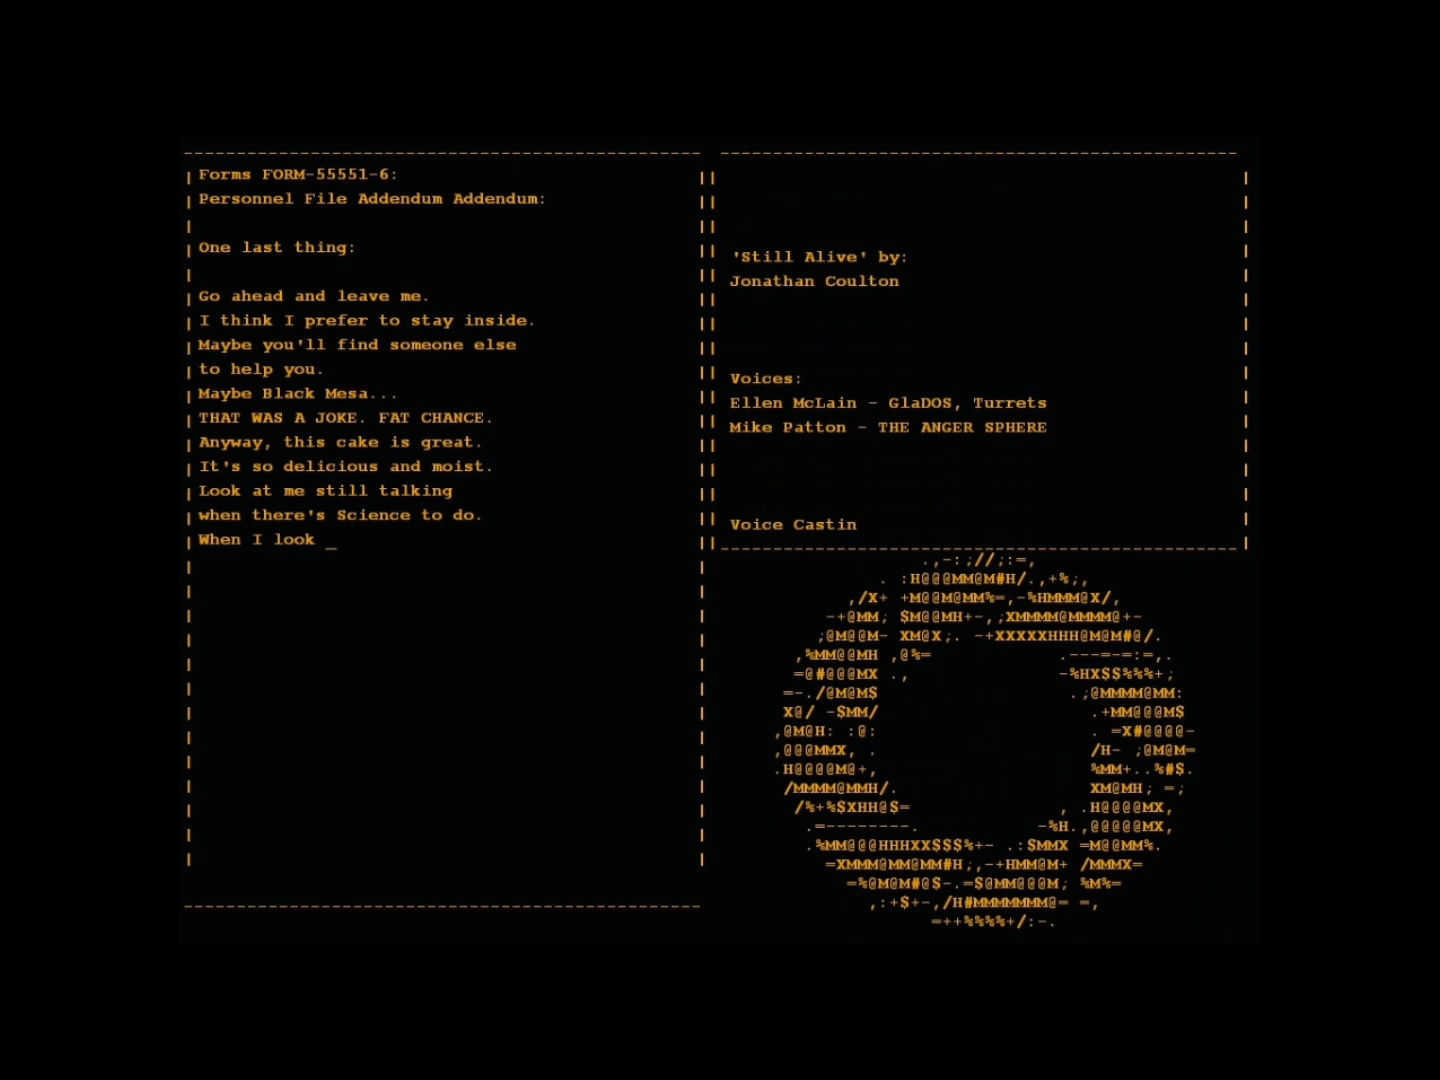 Forms FORM-55551-6:
Personnel File Addendum Addendum:
One last thing:
Go ahead and leave me.
I think I prefer to stay inside.
Maybe you'll find someone else
to help you.
Maybe Black Mesa...
THAT WAS A JOKE. FAT CHANCE.
Anyway, this cake is great.
It's so delicious and moist.
Look at me still talking
when there's Science to do.
When I look _
'Still Alive' by:
Jonathan Coulton
Voices:
Ellen McLain - GlaDOS, Turrets
Mike Patton - THE ANGER SPHERE
Voice Castin